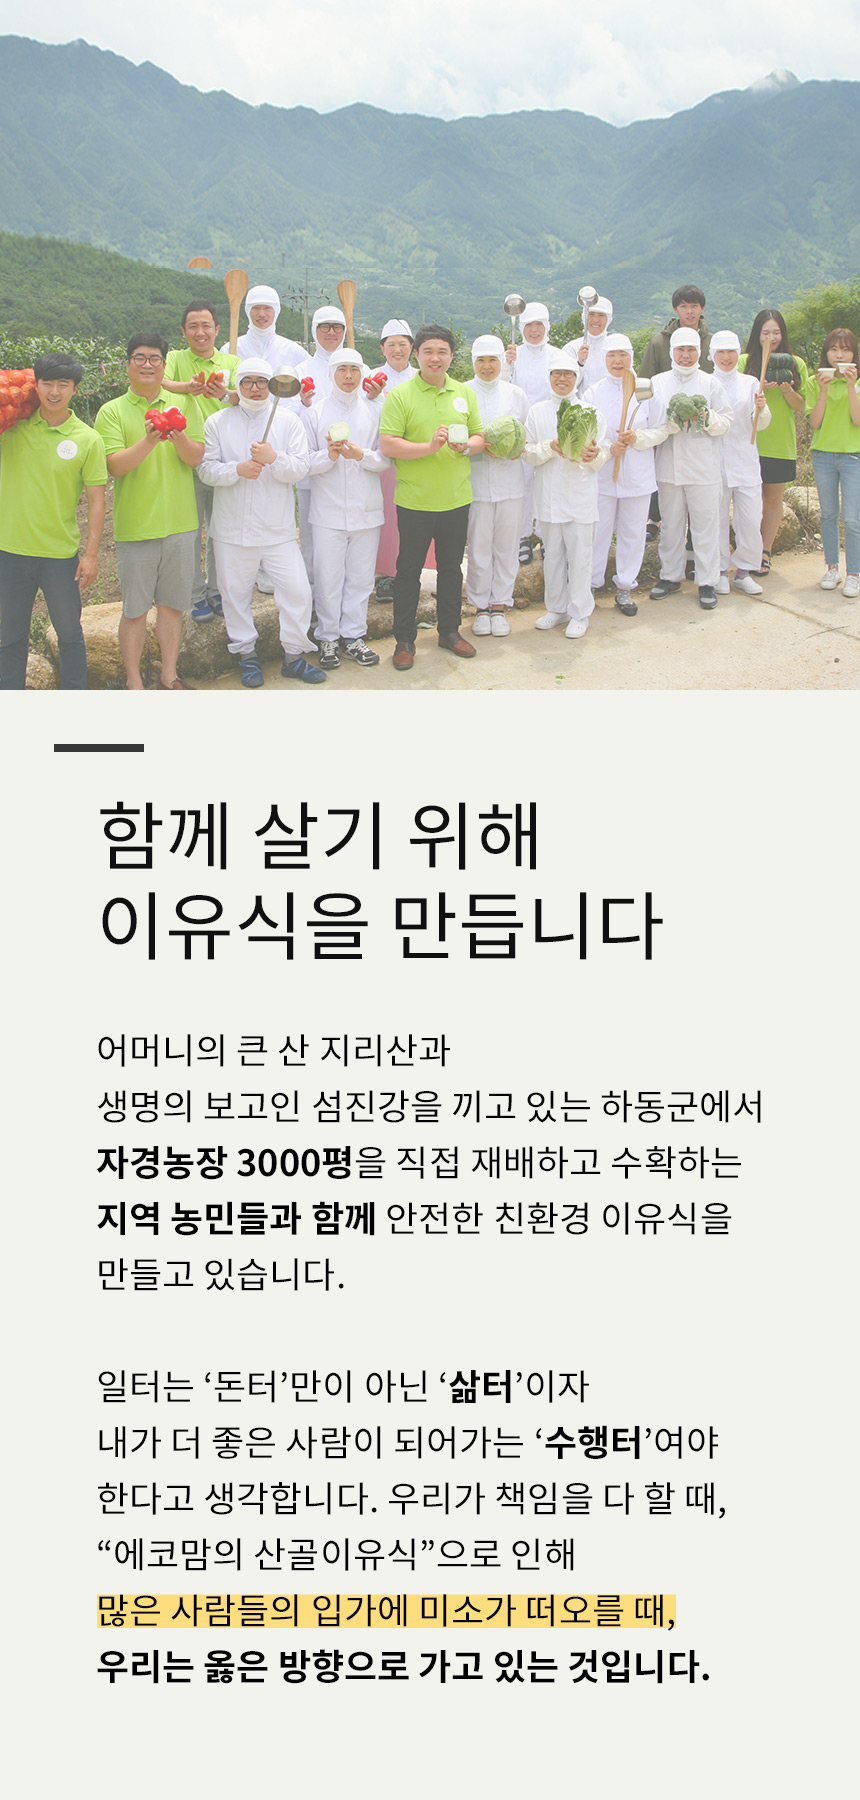 함께 살기 위해
이유식을 만듭니다
어머니의 큰 산 지리산과
생명의 보고인 섬진강을 끼고 있는 하동군에서
자경농장 3000평을 직접 재배하고 수확하는
지역 농민들과 함께 안전한 친환경 이유식을
만들고 있습니다.
일터는 ‘돈터’만이 아닌 ‘삶터’이자
내가 더 좋은 사람이 되어가는 ‘수행터’여야
한다고 생각합니다. 우리가 책임을 다 할 때,
“에코맘의 산골이유식”으로 인해
많은 사람들의 입가에 미소가 떠오를 때,
우리는 옳은 방향으로 가고 있는 것입니다.